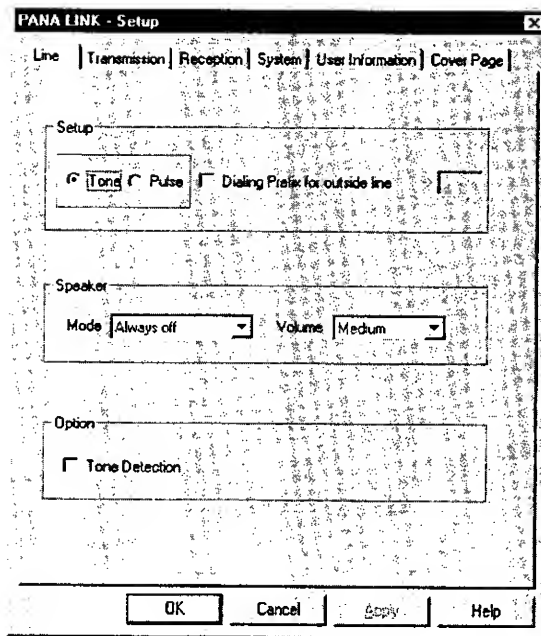 PANA LINK - Setup
Line Transmission Reception System User Information Cover Page
Setup
Tone Pulse Dialing Prefix for outside line
Speaker
Mode Always off Volume Medium
Option
Tone Detection
OK Cancel Apply Help